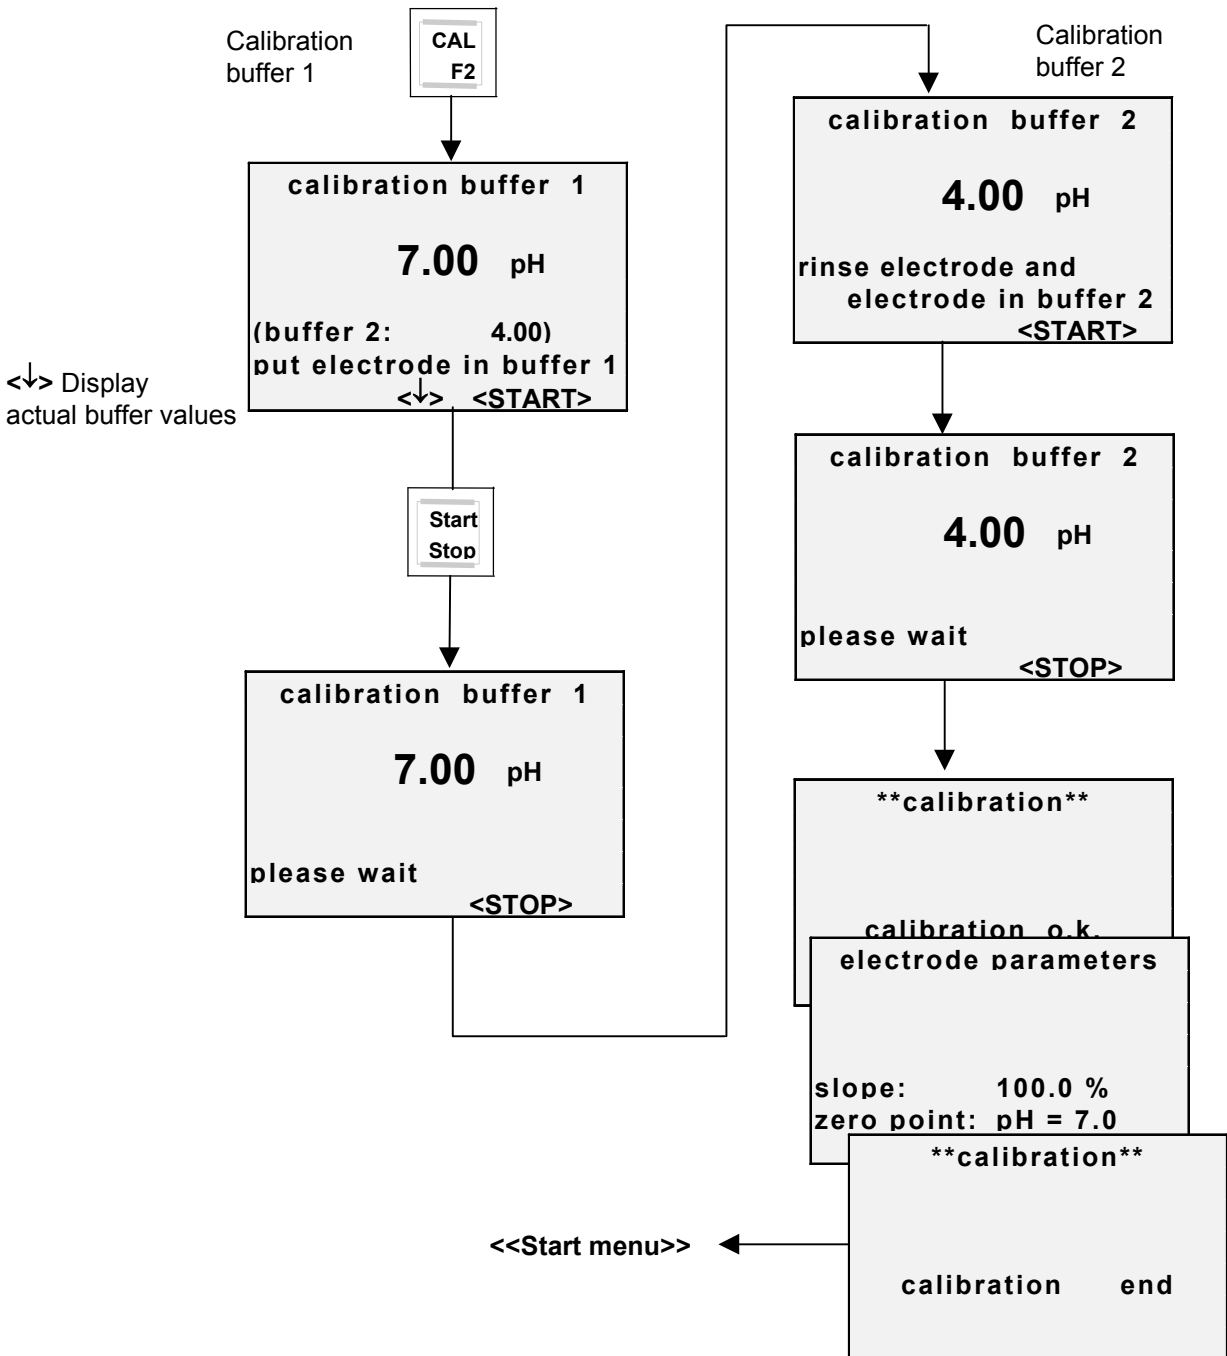 Calibration
buffer 1
CAL
F2
calibration buffer 1
7.00 pH
(buffer 2: 4.00)
put electrode in buffer 1
<↓> <START>
<↓> Display
actual buffer values
Start
Stop
calibration buffer 1
7.00 pH
please wait
<STOP>
Calibration
buffer 2
calibration buffer 2
4.00 pH
rinse electrode and
electrode in buffer 2
<START>
calibration buffer 2
4.00 pH
please wait
<STOP>
**calibration**
calibration o.k.
electrode parameters
slope: 100.0 %
zero point: pH = 7.0
**calibration**
calibration end
<<Start menu>>